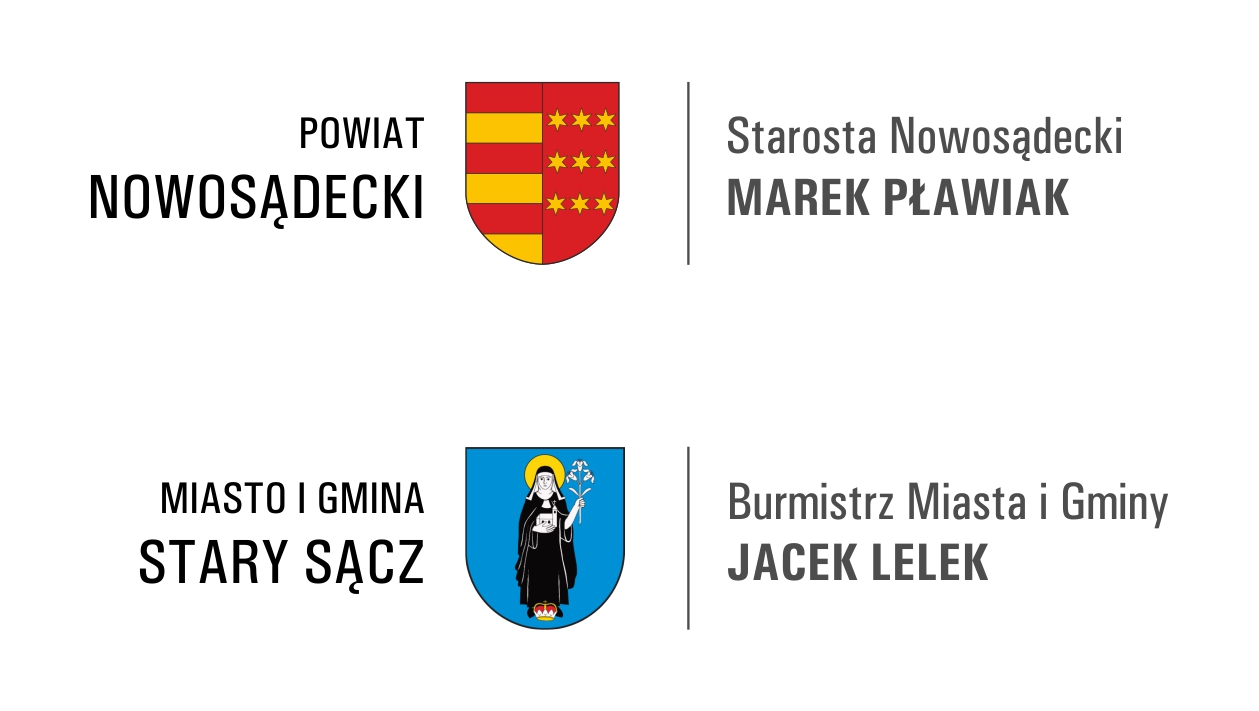 POWIAT
NOWOSĄDECKI
Starosta Nowosądecki
MAREK PŁAWIAK
MIASTO I GMINA
STARY SĄCZ
Burmistrz Miasta i Gminy
JACEK LELEK